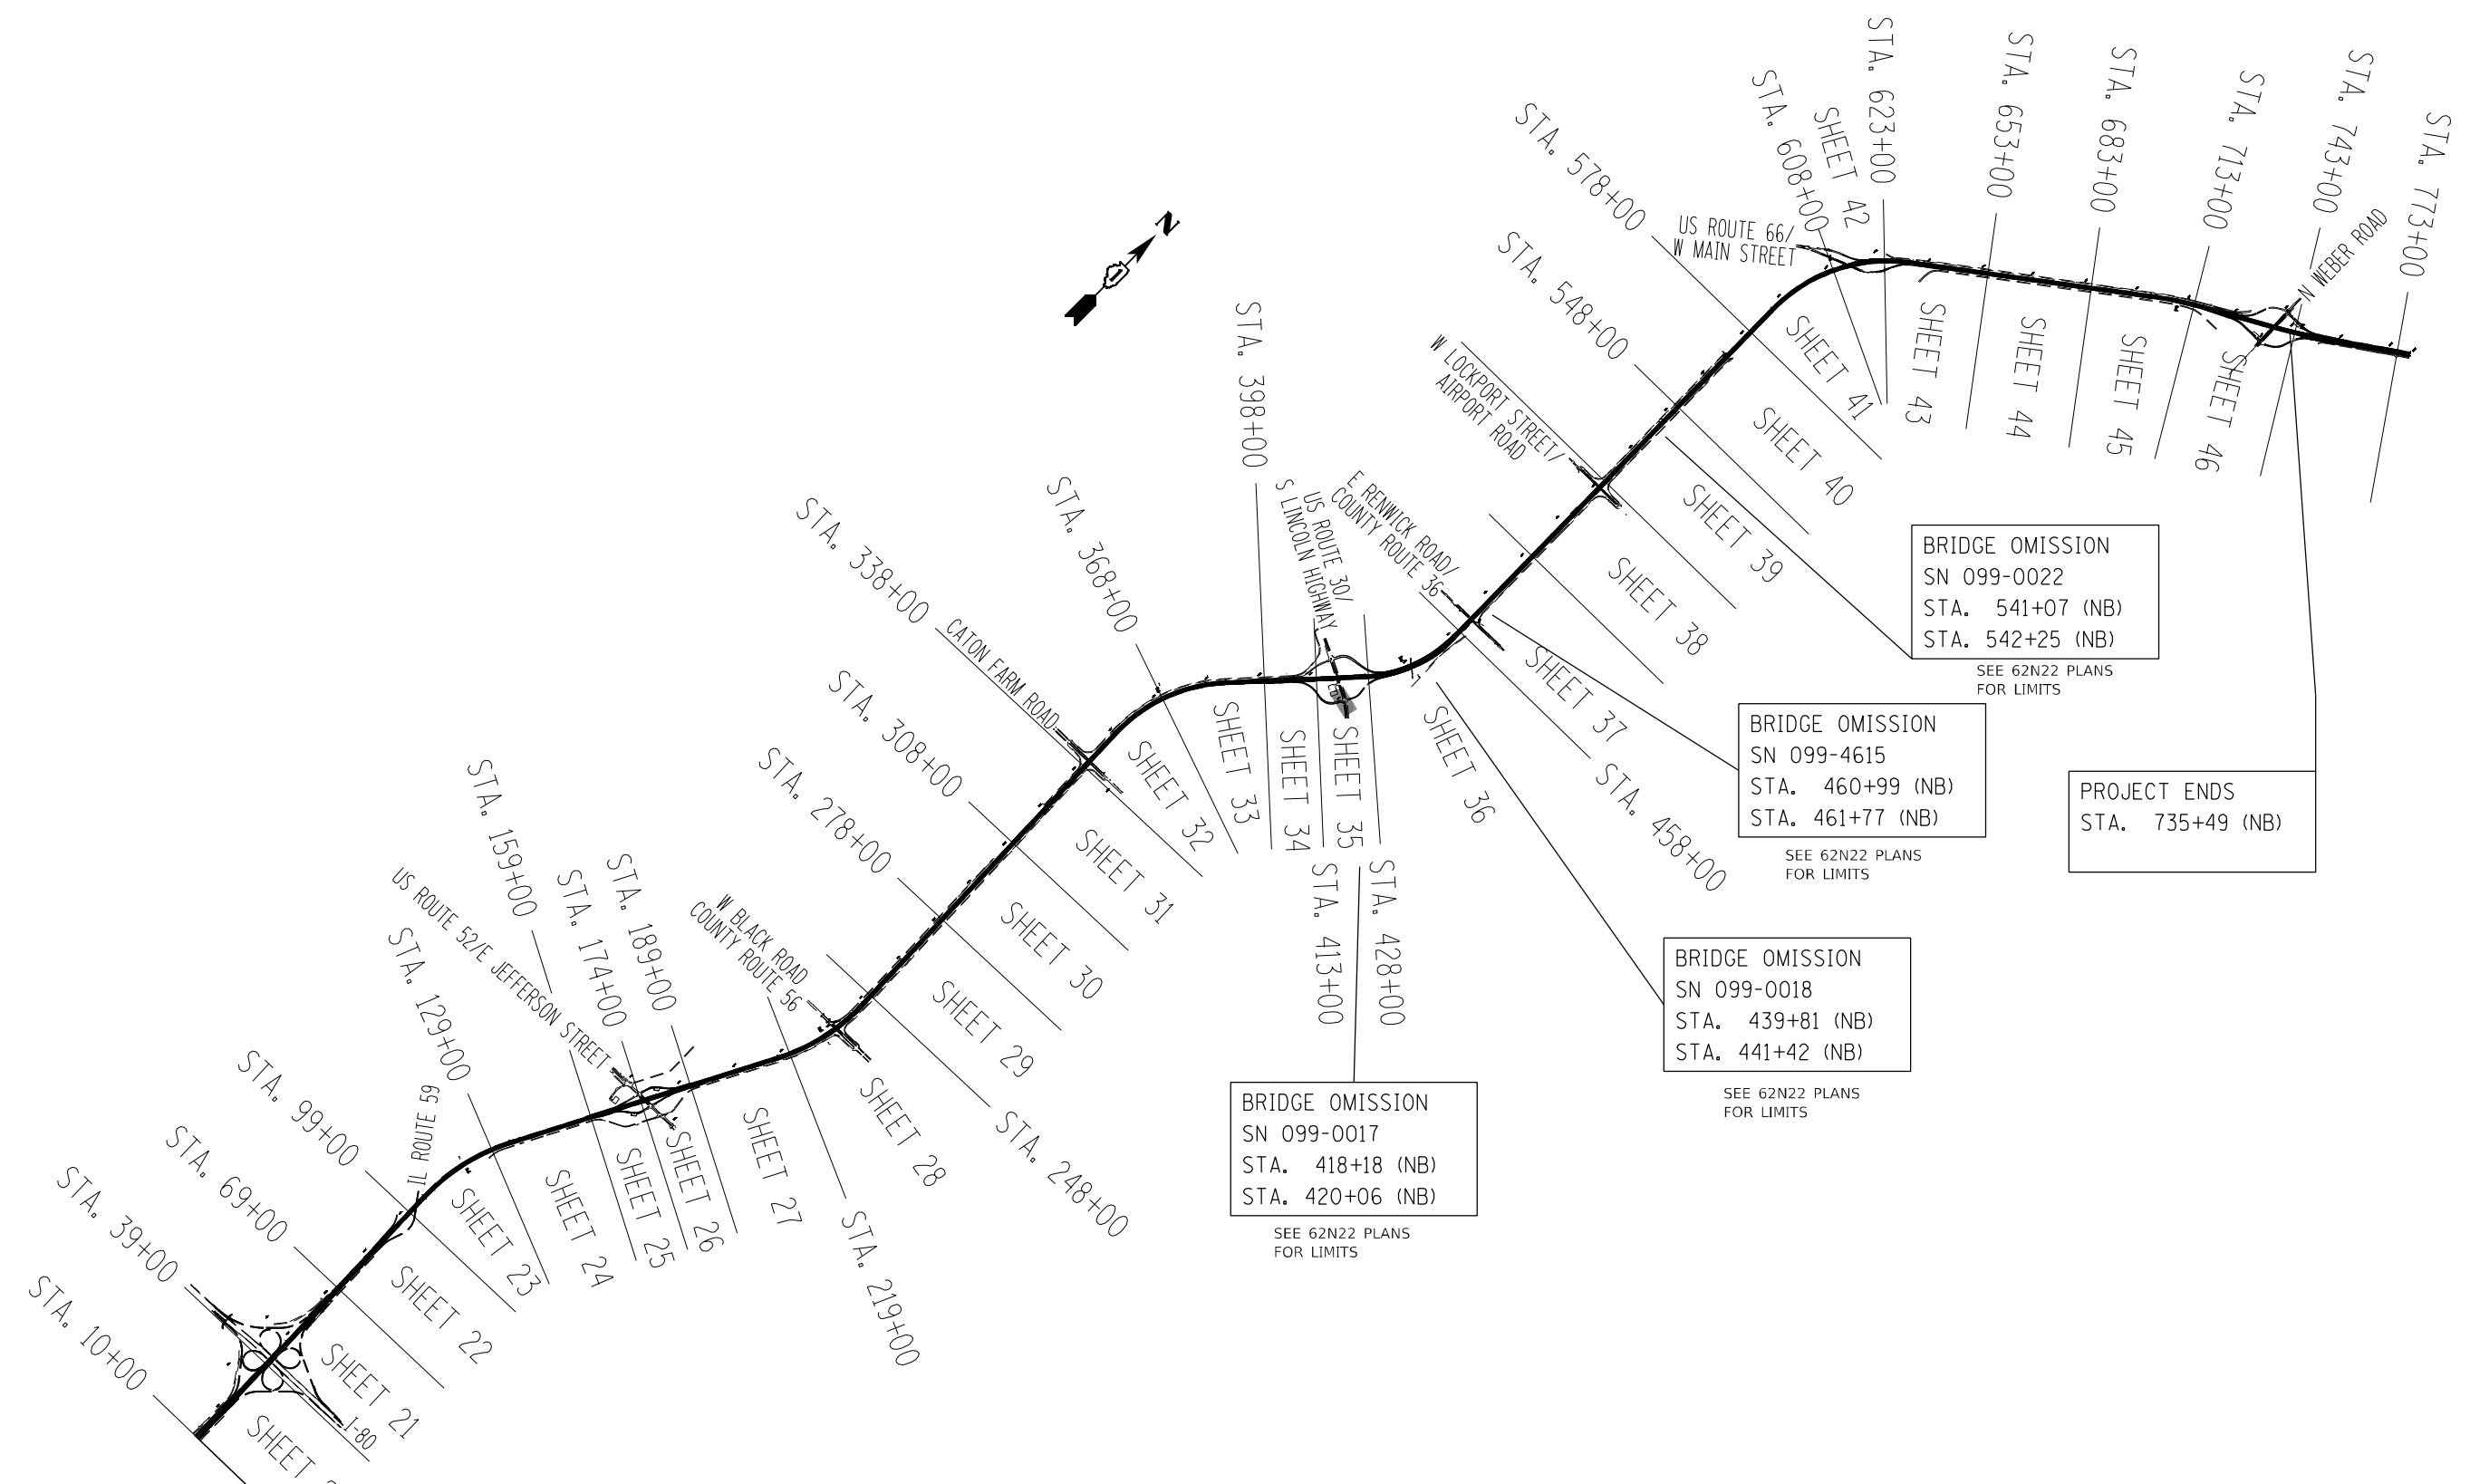 STA. 10+00
STA. 39+00
STA. 69+00
STA. 99+00
STA. 129+00
STA. 159+00
STA. 174+00
STA. 189+00
STA. 219+00
STA. 248+00
STA. 278+00
STA. 308+00
STA. 338+00
STA. 368+00
STA. 398+00
STA. 413+00
STA. 428+00
STA. 458+00
STA. 548+00
STA. 578+00
STA. 608+00
STA. 623+00
STA. 653+00
STA. 683+00
STA. 713+00
STA. 743+00
STA. 773+00
SHEET
SHEET 21
SHEET 22
SHEET 23
SHEET 24
SHEET 25
SHEET 26
SHEET 27
SHEET 28
SHEET 29
SHEET 30
SHEET 31
SHEET 32
SHEET 33
SHEET 34
SHEET 35
SHEET 36
SHEET 37
SHEET 38
SHEET 39
SHEET 40
SHEET 41
SHEET 42
SHEET 43
SHEET 44
SHEET 45
SHEET 46
I-80
IL ROUTE 59
US ROUTE 52/E JEFFERSON STREET
W BLACK ROAD
COUNTY ROUTE 56
CATON FARM ROAD
US ROUTE 30/
S LINCOLN HIGHWAY
E RENWICK ROAD/
COUNTY ROUTE 36
W LOCKPORT STREET/
AIRPORT ROAD
US ROUTE 66/
W MAIN STREET
N WEBER ROAD
N
BRIDGE OMISSION
SN 099-0022
STA. 541+07 (NB)
STA. 542+25 (NB)
SEE 62N22 PLANS
FOR LIMITS
BRIDGE OMISSION
SN 099-4615
STA. 460+99 (NB)
STA. 461+77 (NB)
SEE 62N22 PLANS
FOR LIMITS
PROJECT ENDS
STA. 735+49 (NB)
BRIDGE OMISSION
SN 099-0018
STA. 439+81 (NB)
STA. 441+42 (NB)
SEE 62N22 PLANS
FOR LIMITS
BRIDGE OMISSION
SN 099-0017
STA. 418+18 (NB)
STA. 420+06 (NB)
SEE 62N22 PLANS
FOR LIMITS